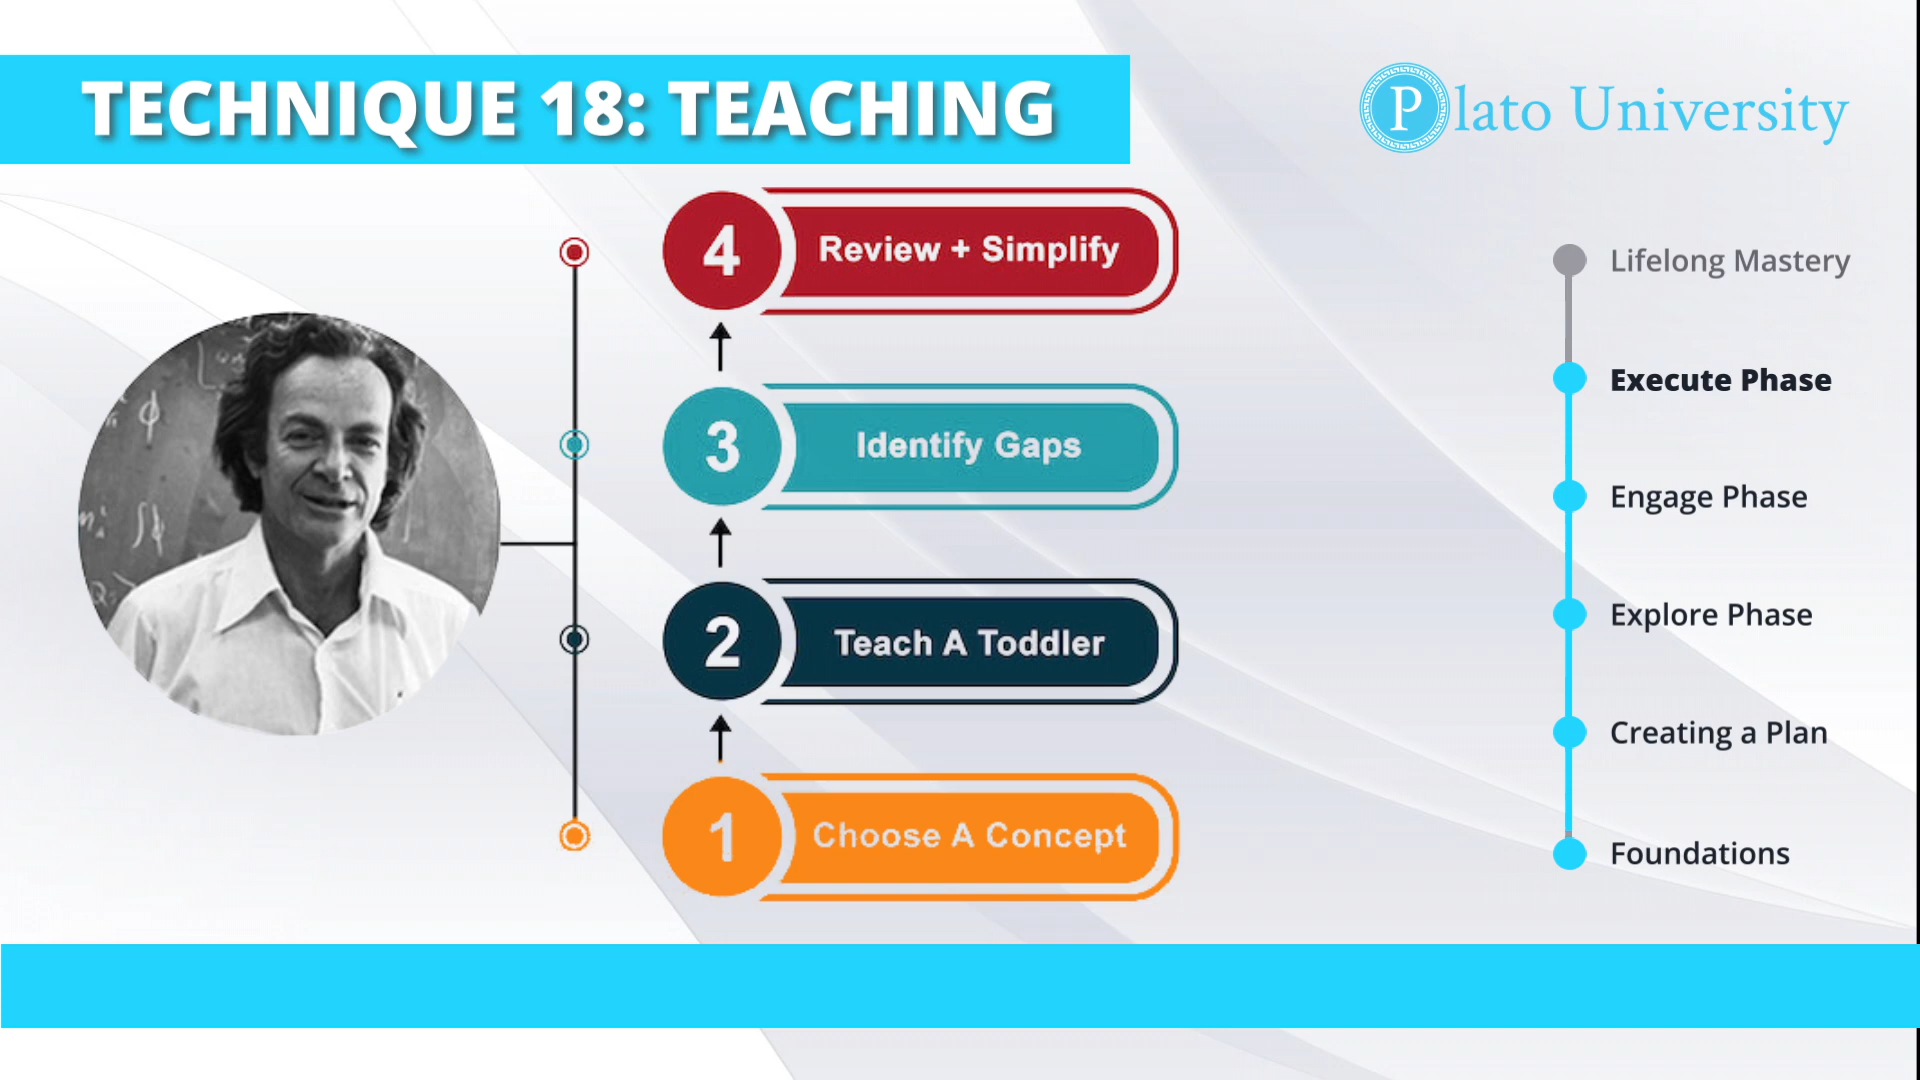 TECHNIQUE 18: TEACHING
Plato University
4 Review + Simplify
3 Identify Gaps
2 Teach A Toddler
1 Choose A Concept
Lifelong Mastery
Execute Phase
Engage Phase
Explore Phase
Creating a Plan
Foundations